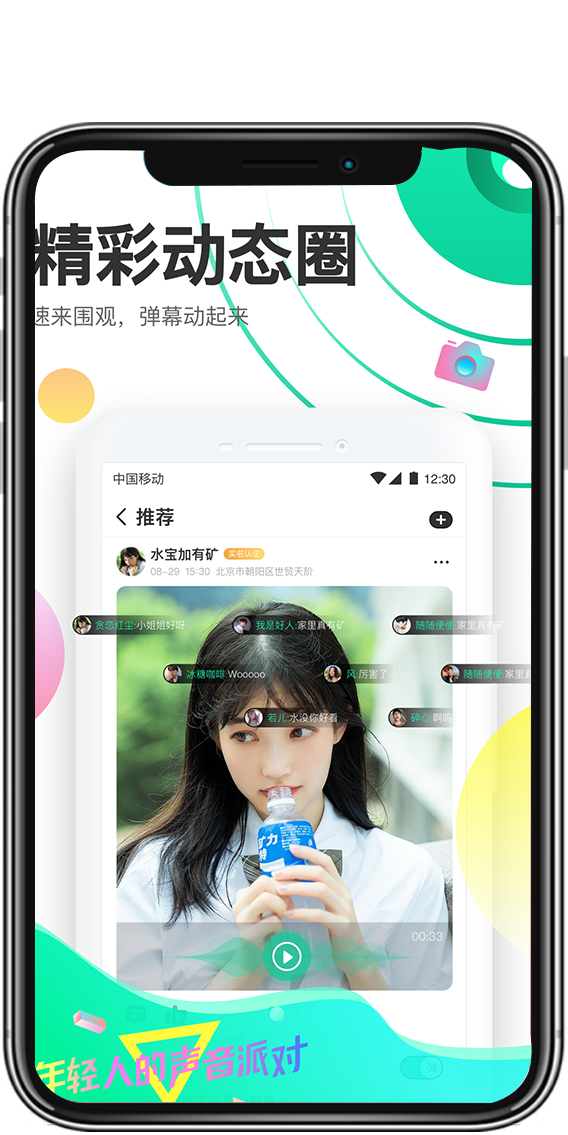 精彩动态圈
速来围观，弹幕动起来
中国移动 12:30
推荐
水宝加有矿 实名认证
08-29 15:30 北京市朝阳区世贸天阶
贪恋红尘:小姐姐好呀 我是好人:家里真有矿 随随便便 家里真有矿
冰糖咖啡:Wooooo 风:厉害了 随随便便:家里真
若儿:水没你好看 碎心:啊呜
矿力
00:33
年轻人的声音派对
弹